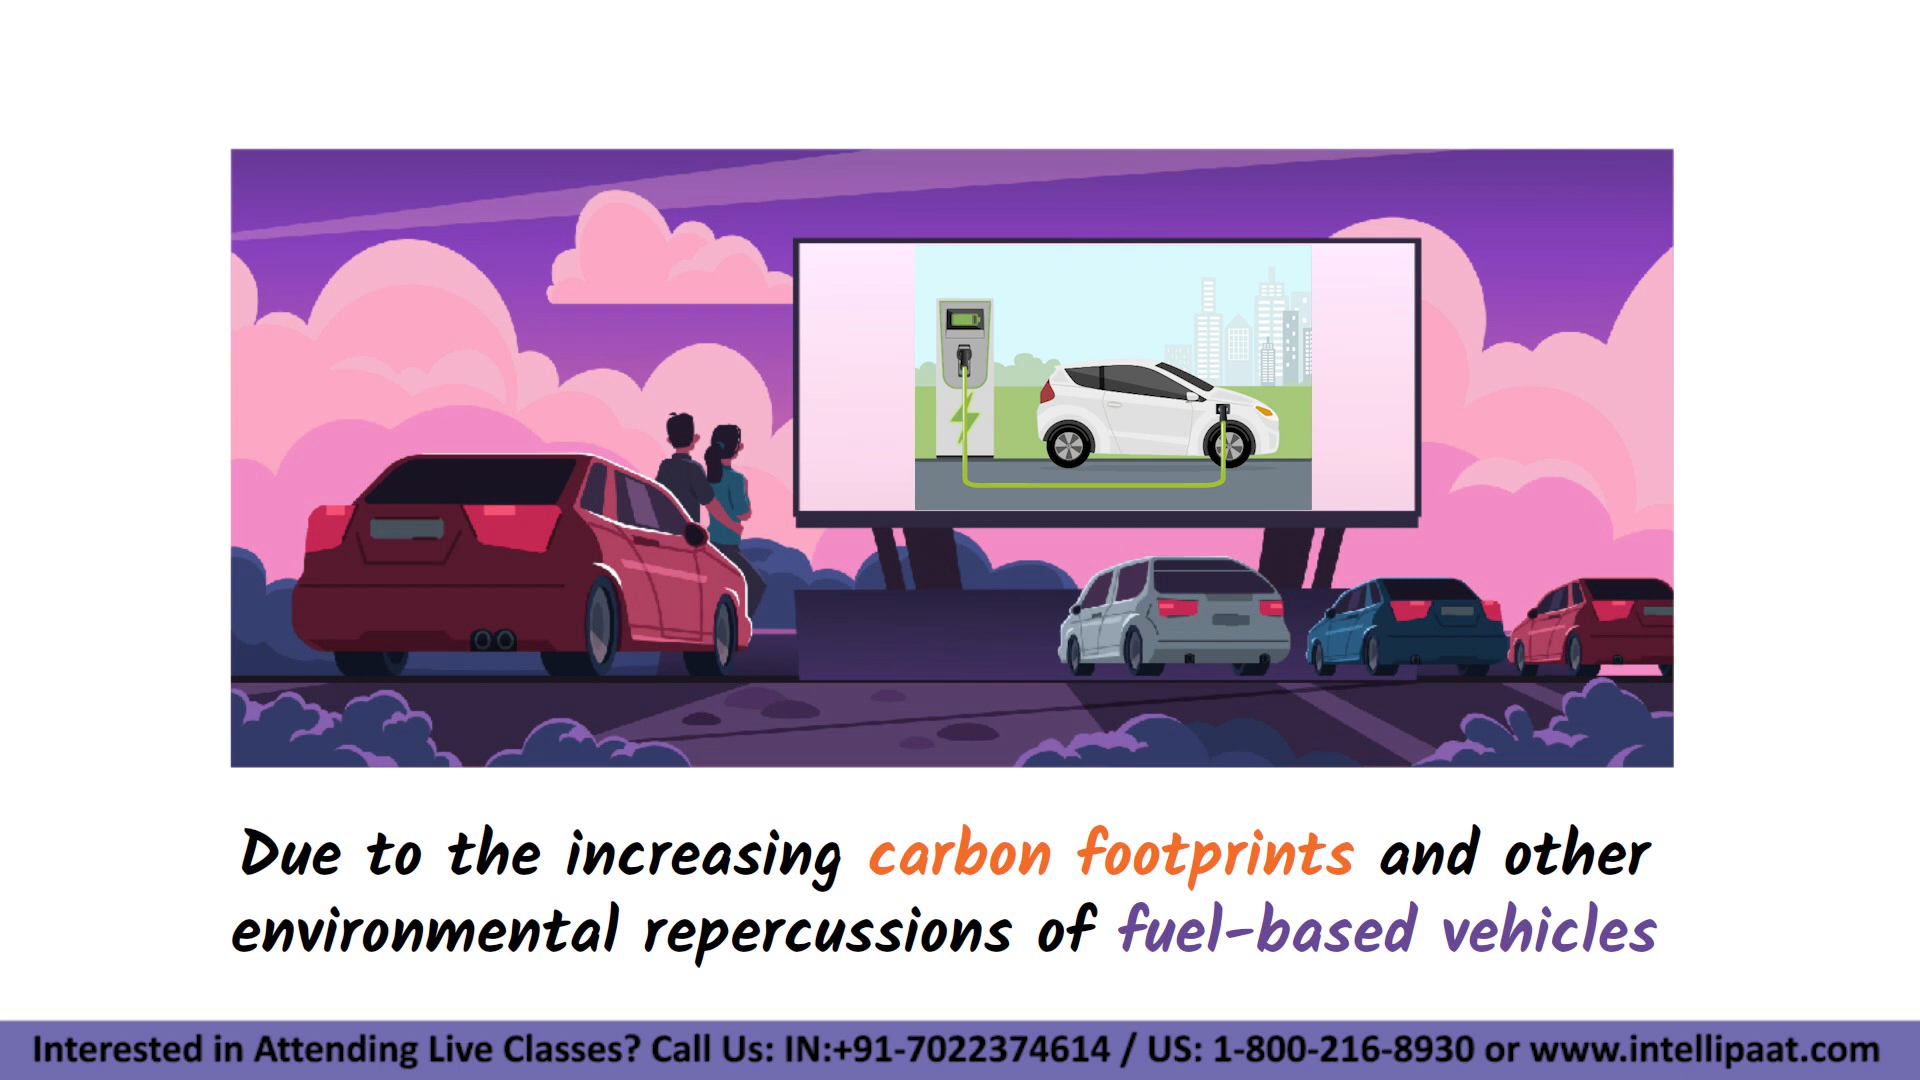 Due to the increasing carbon footprints and other
environmental repercussions of fuel-based vehicles
Interested in Attending Live Classes? Call Us: IN:+91-7022374614 / US: 1-800-216-8930 or www.intellipaat.com